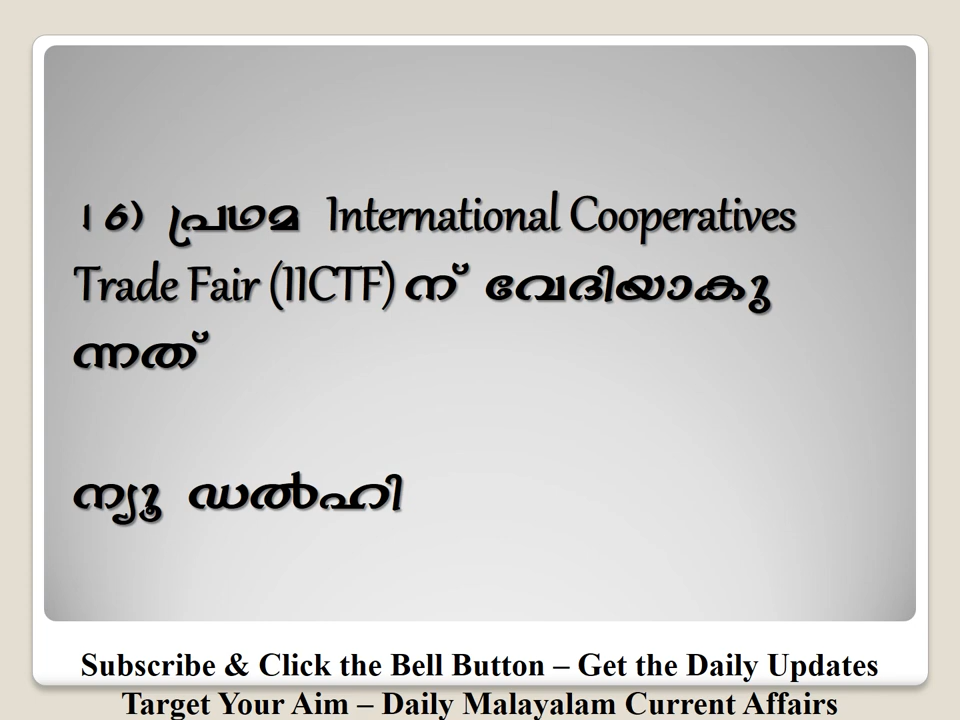 16) പ്രഥമ International Cooperatives
Trade Fair (IICTF) ന് വേദിയാകു
ന്നത്
ന്യൂ ഡൽഹി
Subscribe & Click the Bell Button – Get the Daily Updates
Target Your Aim – Daily Malayalam Current Affairs